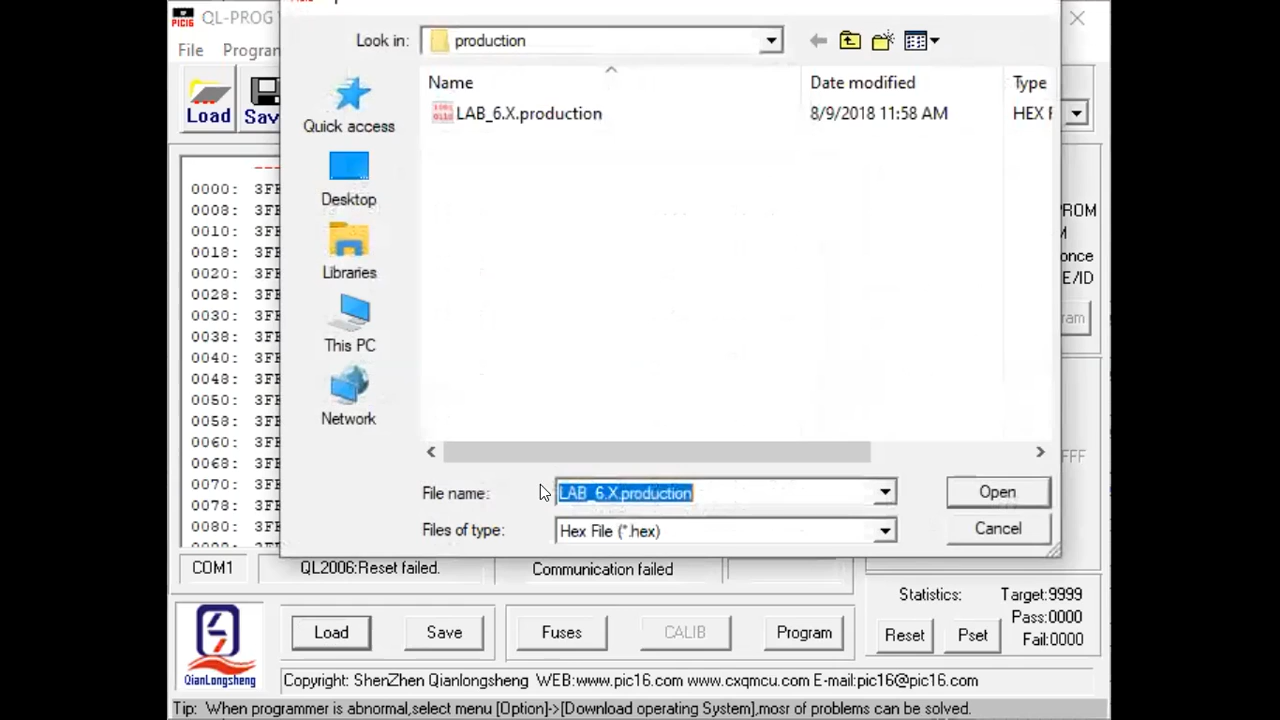 QL-PROG
File Program
Load Sav
Look in: production
Name Date modified Type
LAB_6.X.production 8/9/2018 11:58 AM HEX F
Quick access
Desktop
Libraries
This PC
Network
0000: 3FF
0008: 3FF
0010: 3FF
0018: 3FF
0020: 3FF
0028: 3FF
0030: 3FF
0038: 3FF
0040: 3FF
0048: 3FF
0050: 3FF
0058: 3FF
0060: 3FF
0068: 3FF
0070: 3FF
0078: 3FF
0080: 3FF
ROM
M
once
E/ID
ram
FFF
File name: LAB_6.X.production Open
Files of type: Hex File (*.hex) Cancel
COM1 QL2006:Reset failed. Communication failed
Statistics: Target:9999
Pass:0000
Fail:0000
Load Save Fuses CALIB Program Reset Pset
QianLongsheng
Copyright: ShenZhen Qianlongsheng WEB:www.pic16.com www.cxqmcu.com E-mail:pic16@pic16.com
Tip: When programmer is abnormal,select menu [Option]->[Download operating System],mosr of problems can be solved.